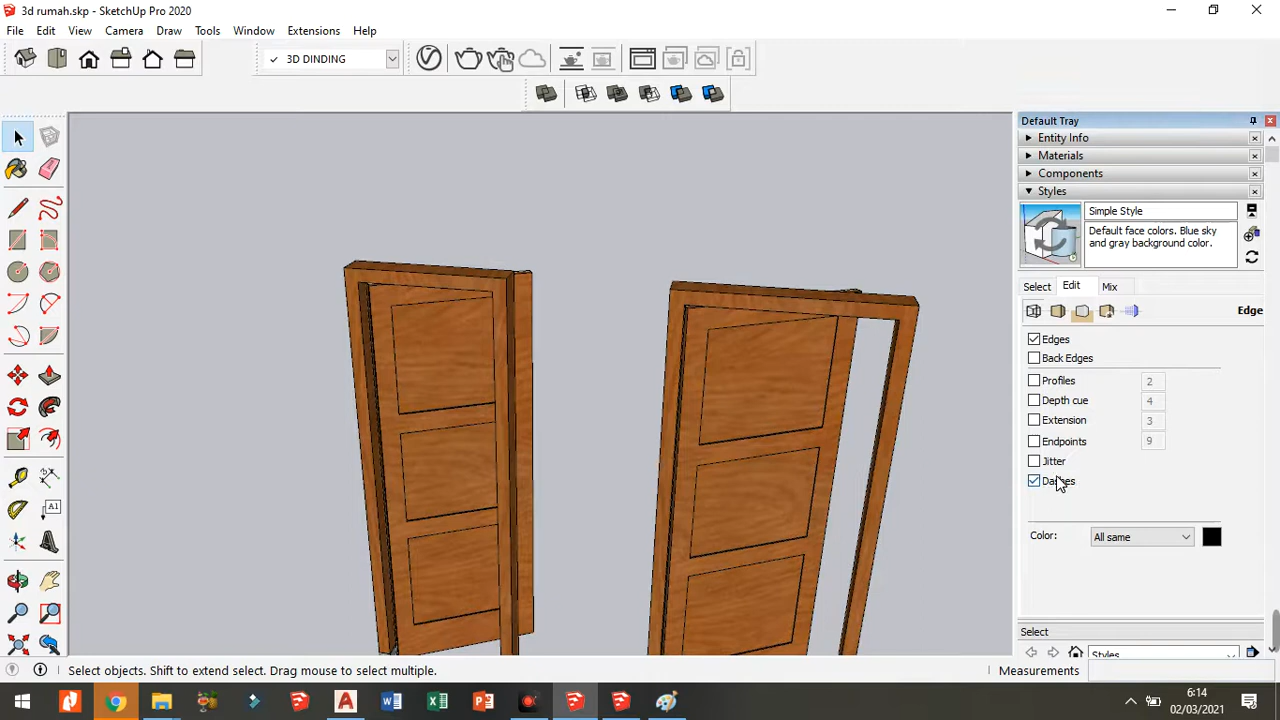 3d rumah.skp - SketchUp Pro 2020
File Edit View Camera Draw Tools Window Extensions Help
✓ 3D DINDING
Default Tray
Entity Info
Materials
Components
Styles
Simple Style
Default face colors. Blue sky
and gray background color.
Select Edit Mix
Edge
Edges
Back Edges
Profiles 2
Depth cue 4
Extension 3
Endpoints 9
Jitter
Dashes
Color: All same
Select
Styles
A1
Select objects. Shift to extend select. Drag mouse to select multiple.
Measurements
6:14
02/03/2021